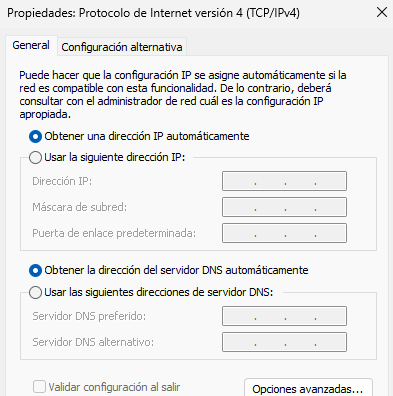 Propiedades: Protocolo de Internet versión 4 (TCP/IPv4)
General
Configuración alternativa
Puede hacer que la configuración IP se asigne automáticamente si la
red es compatible con esta funcionalidad. De lo contrario, deberá
consultar con el administrador de red cuál es la configuración IP
apropiada.
Obtener una dirección IP automáticamente
Usar la siguiente dirección IP:
Dirección IP:
Máscara de subred:
Puerta de enlace predeterminada:
Obtener la dirección del servidor DNS automáticamente
Usar las siguientes direcciones de servidor DNS:
Servidor DNS preferido:
Servidor DNS alternativo:
Validar configuración al salir
Opciones avanzadas...